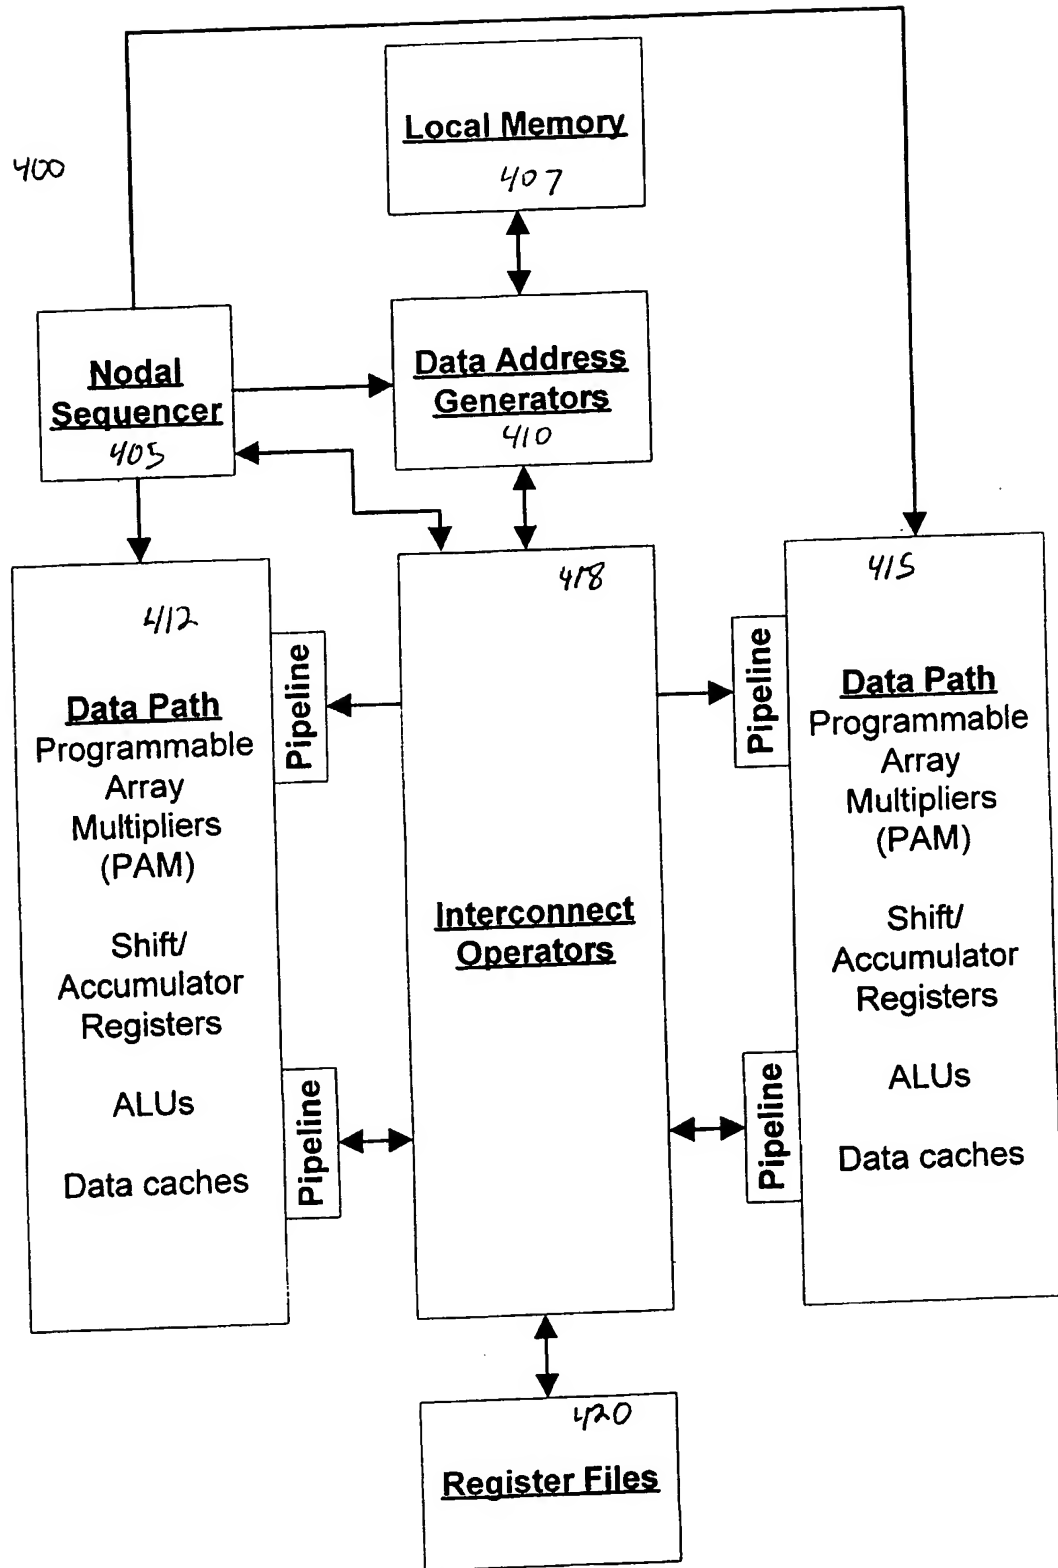 400
Local Memory
407
Nodal
Sequencer
405
Data Address
Generators
410
412
Data Path
Programmable
Array
Multipliers
(PAM)
Shift/
Accumulator
Registers
ALUs
Data caches
Pipeline
Pipeline
418
Interconnect
Operators
Pipeline
Pipeline
415
Data Path
Programmable
Array
Multipliers
(PAM)
Shift/
Accumulator
Registers
ALUs
Data caches
420
Register Files